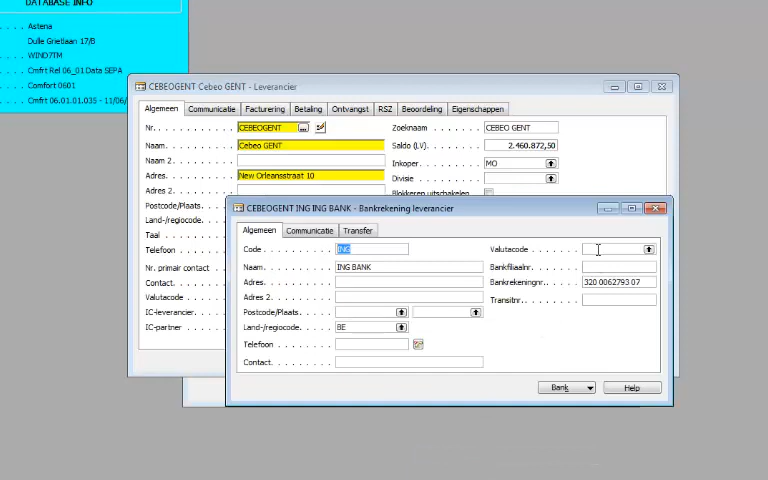 DATABASE INFO
Astena
Dulle Grietlaan 17/B
WIND7TM
Cmfrt Rel 06_01 Data SEPA
Comfort 0601
Cmfrt 06.01.01.035 - 11/06/
CEBEOGENT Cebeo GENT - Leverancier
Algemeen Communicatie Facturering Betaling Ontvangst RSZ Beoordeling Eigenschappen
Nr. CEBEOGENT Zoeknaam CEBEO GENT
Naam. Cebeo GENT Saldo (LV) 2.460.872,50
Naam 2 Inkoper MO
Adres. New Orleansstraat 10 Divisie
Adres 2 Blokkeren uitschakelen
Postcode/Plaats
Land-/regiocode
Taal
Telefoon
Nr. primair contact
Contact.
Valutacode
IC-leverancier
IC-partner
CEBEOGENT ING ING BANK - Bankrekening leverancier
Algemeen Communicatie Transfer
Code ING Valutacode
Naam. ING BANK Bankfiliaalnr.
Adres. Bankrekeningnr. 320 0062793 07
Adres 2 Transitnr.
Postcode/Plaats
Land-/regiocode BE
Telefoon
Contact.
Bank Help